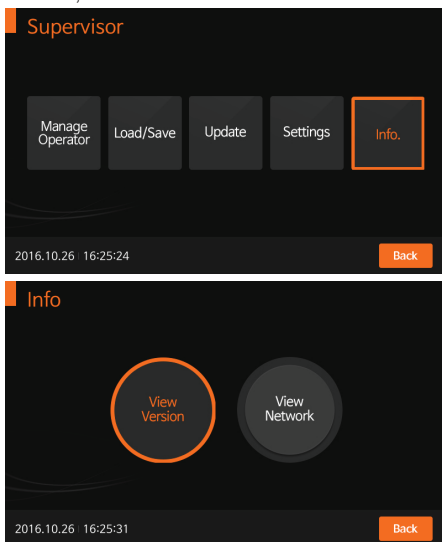 Supervisor
Manage
Operator
Load/Save
Update
Settings
Info.
2016.10.26 16:25:24
Back
Info
View
Version
View
Network
2016.10.26 16:25:31
Back